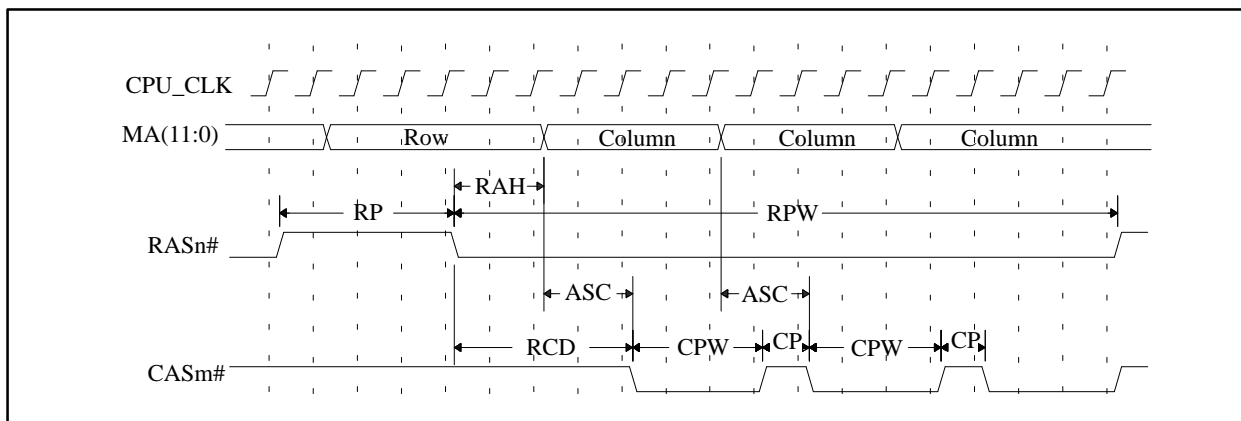 CPU_CLK
MA(11:0) Row Column Column Column
RAH
RP RPW
RASn#
ASC ASC
RCD CPW CP CPW CP
CASm#